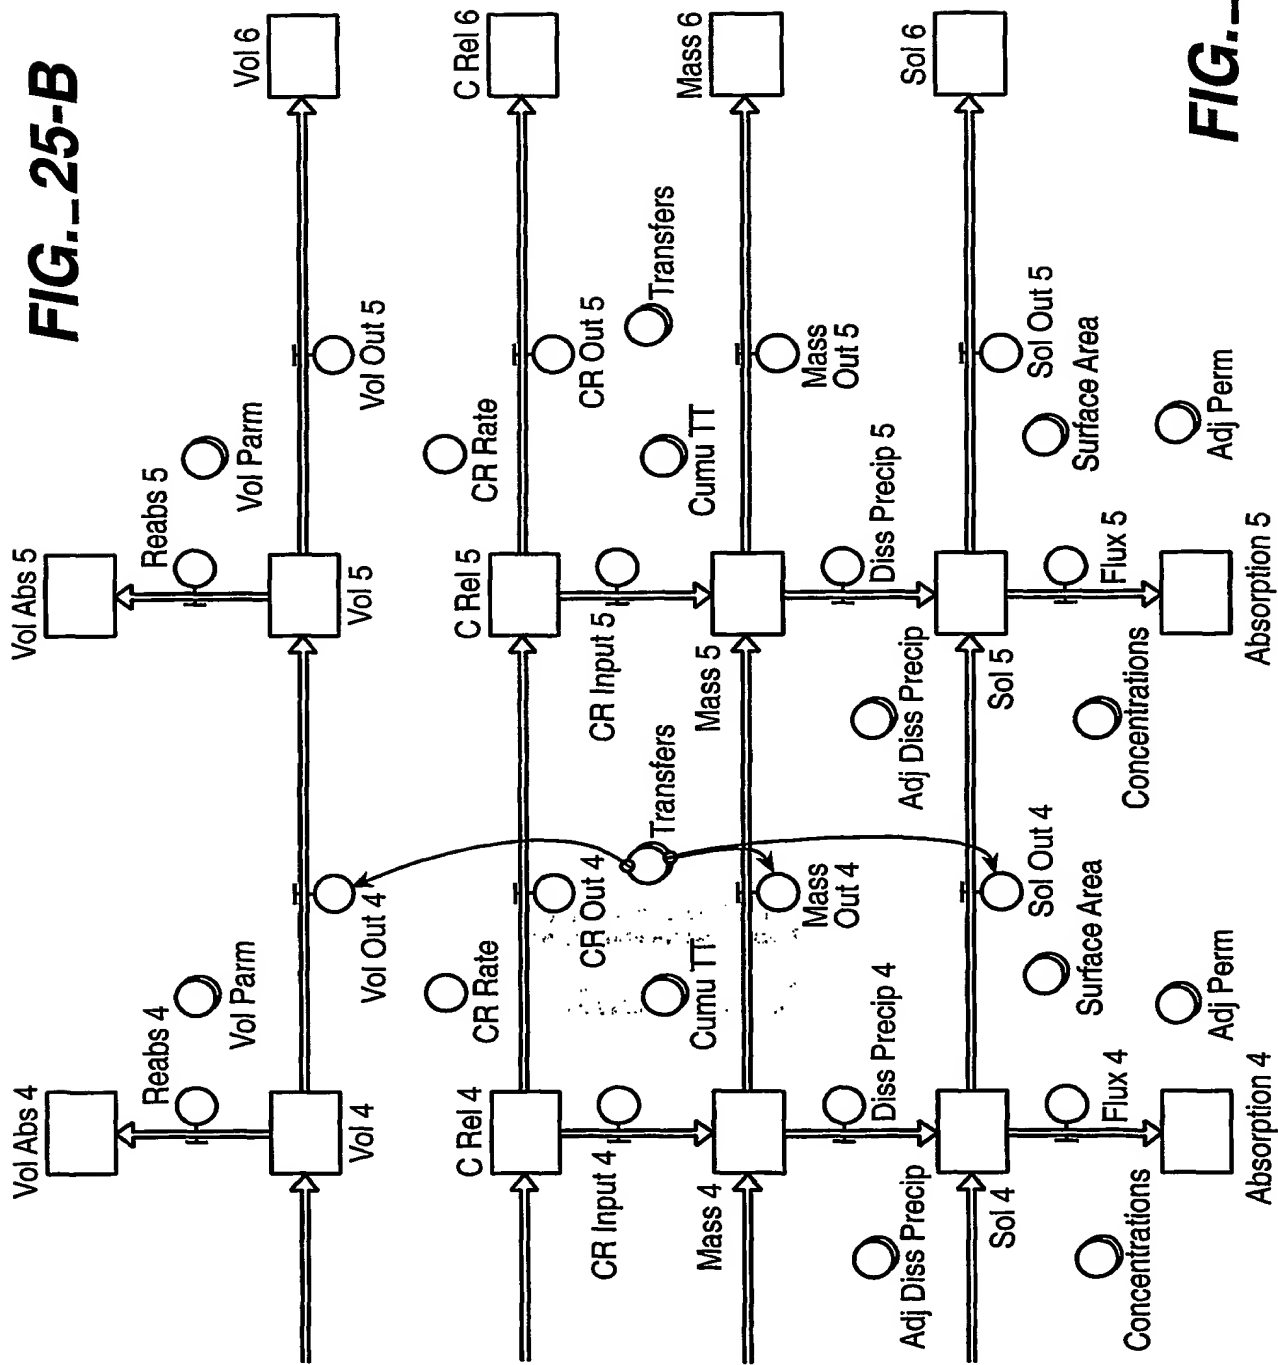 FIG._25-B
FIG._
Vol Abs 4
Vol Abs 5
Reabs 4
Vol Parm
Reabs 5
Vol Parm
Vol 4
Vol Out 4
Vol 5
Vol Out 5
Vol 6
C Rel 4
CR Rate
CR Out 4
C Rel 5
CR Rate
CR Out 5
C Rel 6
CR Input 4
Cumu TT
Transfers
CR Input 5
Cumu TT
Transfers
Mass 4
Mass
Out 4
Mass 5
Mass
Out 5
Mass 6
Adj Diss Precip
Diss Precip 4
Adj Diss Precip
Diss Precip 5
Sol 4
Sol Out 4
Sol 5
Sol Out 5
Sol 6
Concentrations
Flux 4
Surface Area
Concentrations
Flux 5
Surface Area
Adj Perm
Adj Perm
Absorption 4
Absorption 5